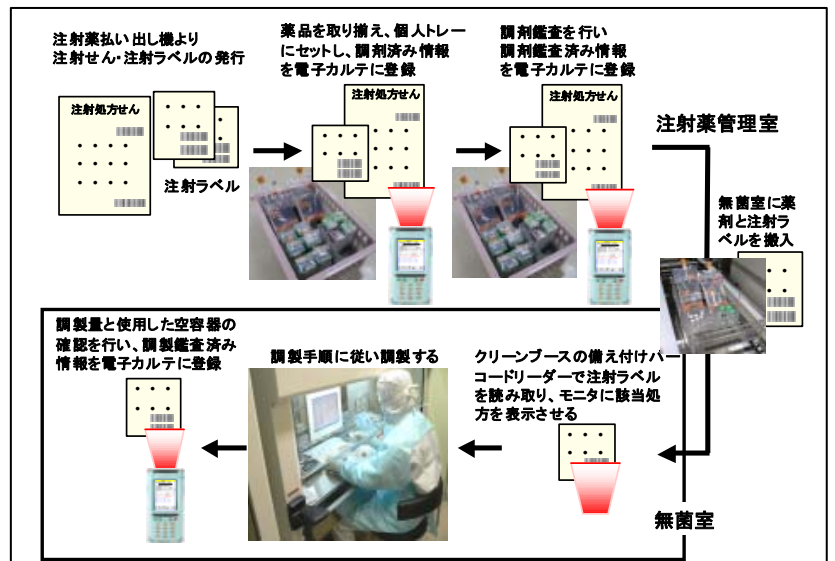 注射薬払い出し機より
注射せん・注射ラベルの発行
注射処方せん
注射ラベル
薬品を取り揃え、個人トレー
にセットし、調剤済み情報
を電子カルテに登録
注射処方せん
調剤鑑査を行い
調剤鑑査済み情報
を電子カルテに登録
注射処方せん
注射薬管理室
無菌室に薬
剤と注射ラ
ベルを搬入
クリーンブースの備え付けバー
コードリーダーで注射ラベル
を読み取り、モニタに該当処
方を表示させる
調製手順に従い調製する
調製量と使用した空容器の
確認を行い、調製鑑査済み
情報を電子カルテに登録
無菌室